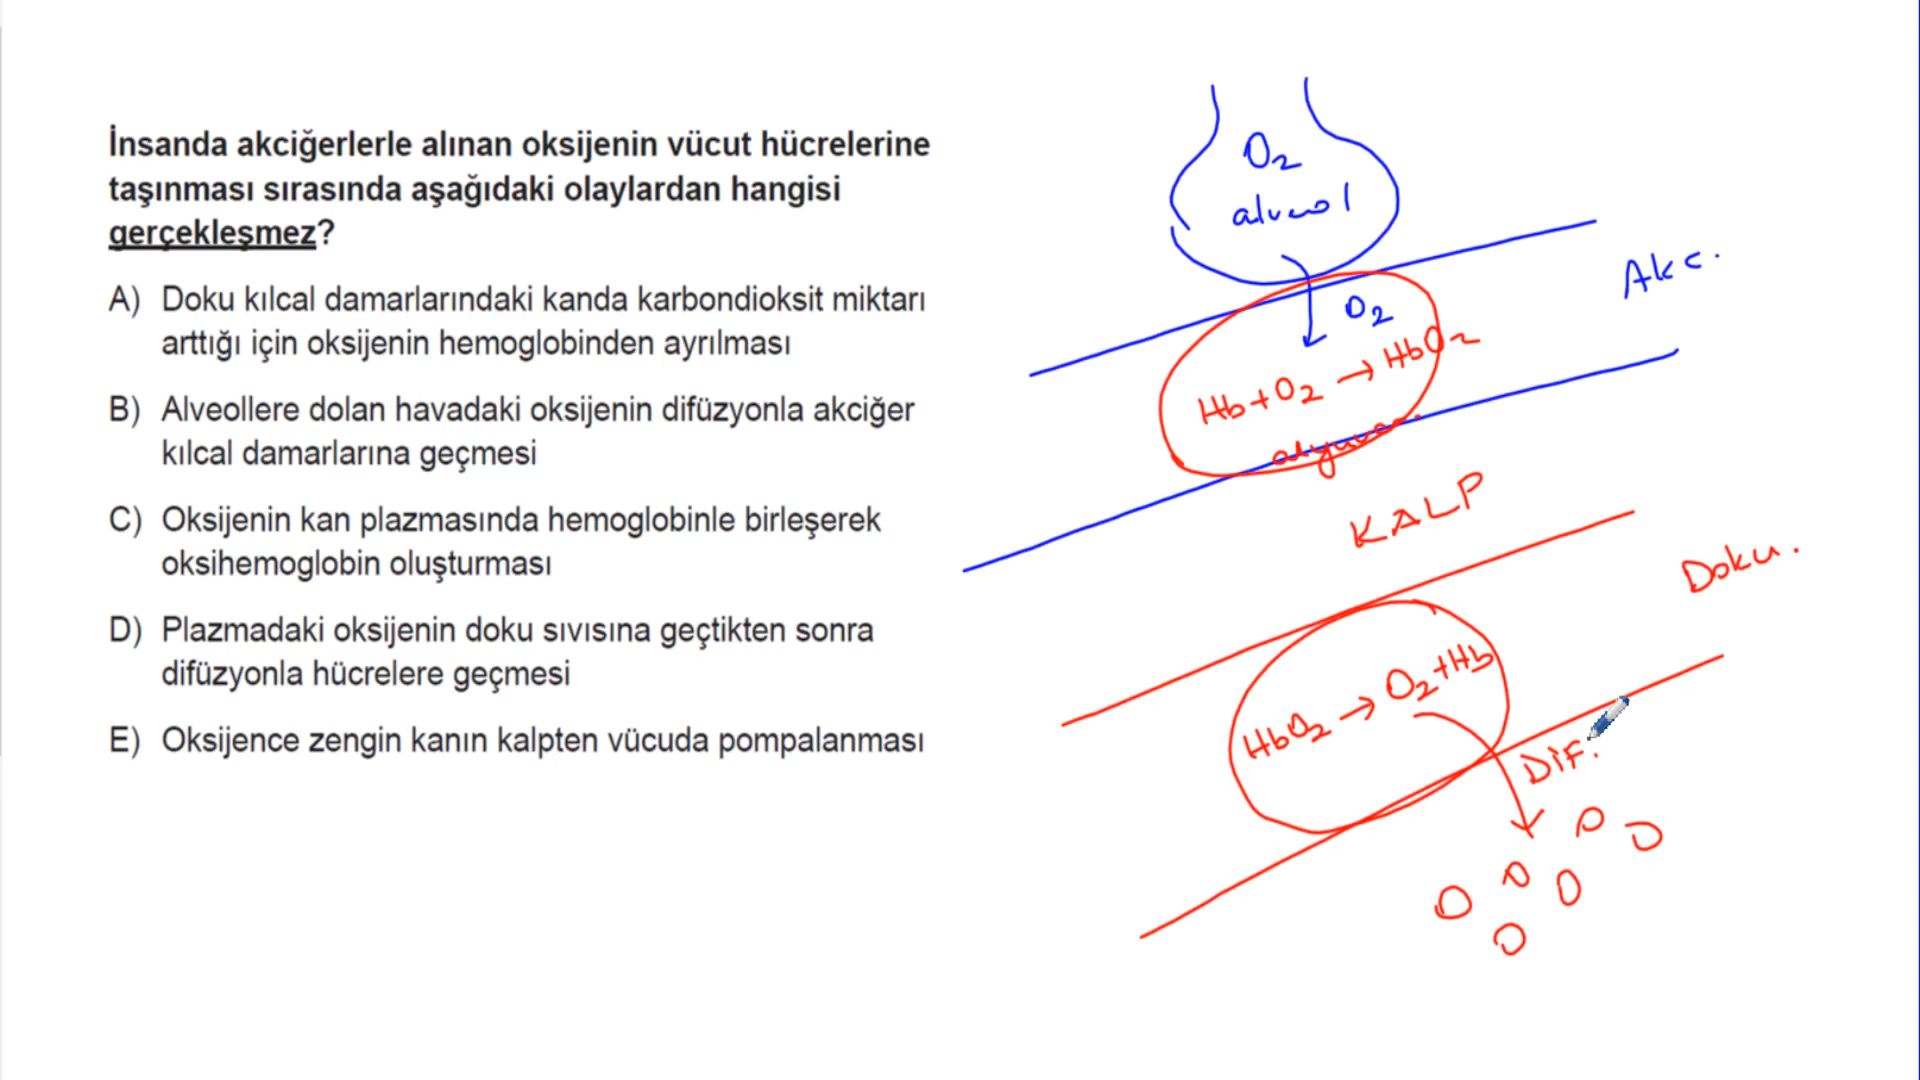 İnsanda akciğerlerle alınan oksijenin vücut hücrelerine
taşınması sırasında aşağıdaki olaylardan hangisi
gerçekleşmez?
A) Doku kılcal damarlarındaki kanda karbondioksit miktarı
arttığı için oksijenin hemoglobinden ayrılması
B) Alveollere dolan havadaki oksijenin difüzyonla akciğer
kılcal damarlarına geçmesi
C) Oksijenin kan plazmasında hemoglobinle birleşerek
oksihemoglobin oluşturması
D) Plazmadaki oksijenin doku sıvısına geçtikten sonra
difüzyonla hücrelere geçmesi
E) Oksijence zengin kanın kalpten vücuda pompalanması
O2
alveol
Akc.
O2
Hb+O2 → HbO2
alyuvar
KALP
Doku.
HbO2 → O2+Hb
Dif.